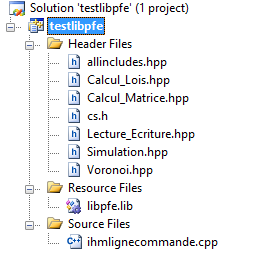 Solution 'testlibpfe' (1 project)
testlibpfe
Header Files
allincludes.hpp
Calcul_Lois.hpp
Calcul_Matrice.hpp
cs.h
Lecture_Ecriture.hpp
Simulation.hpp
Voronoi.hpp
Resource Files
libpfe.lib
Source Files
ihmlignecommande.cpp